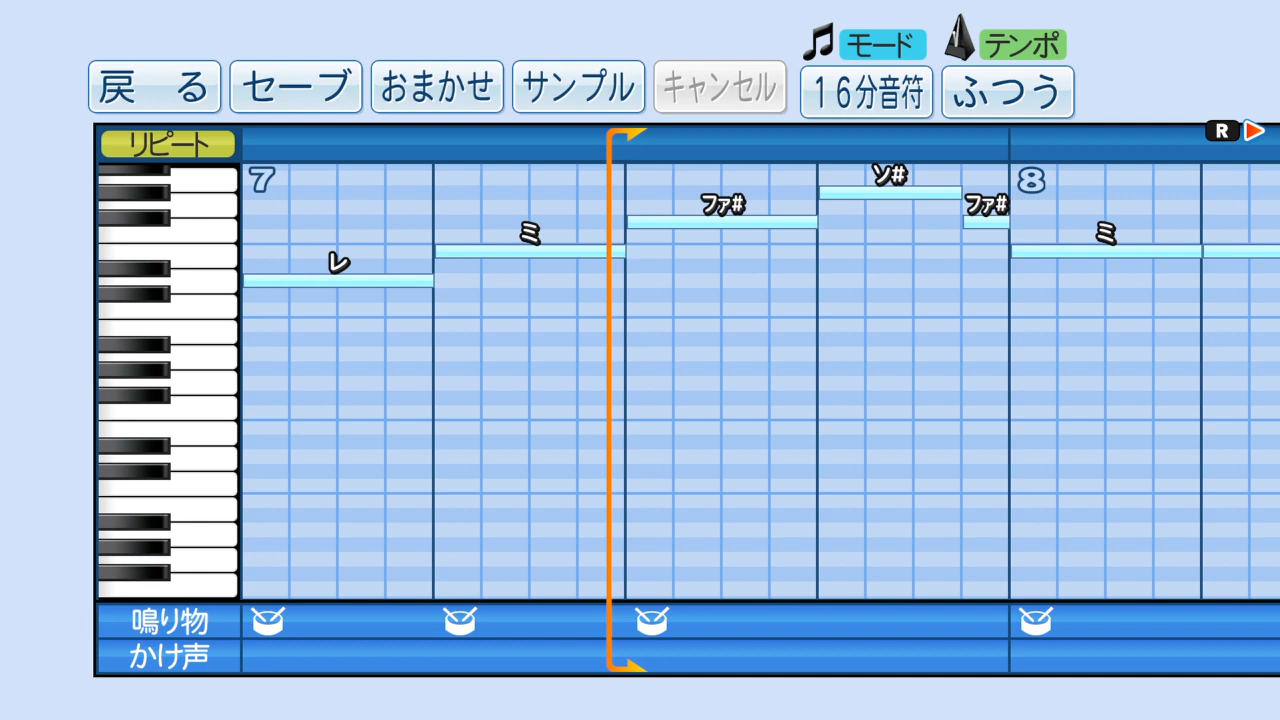 モード テンポ
戻 る セーブ おまかせ サンプル キャンセル 16分音符 ふつう
リピート R
7 ソ# 8
ファ# ファ#
ミ ミ
レ
鳴り物
かけ声